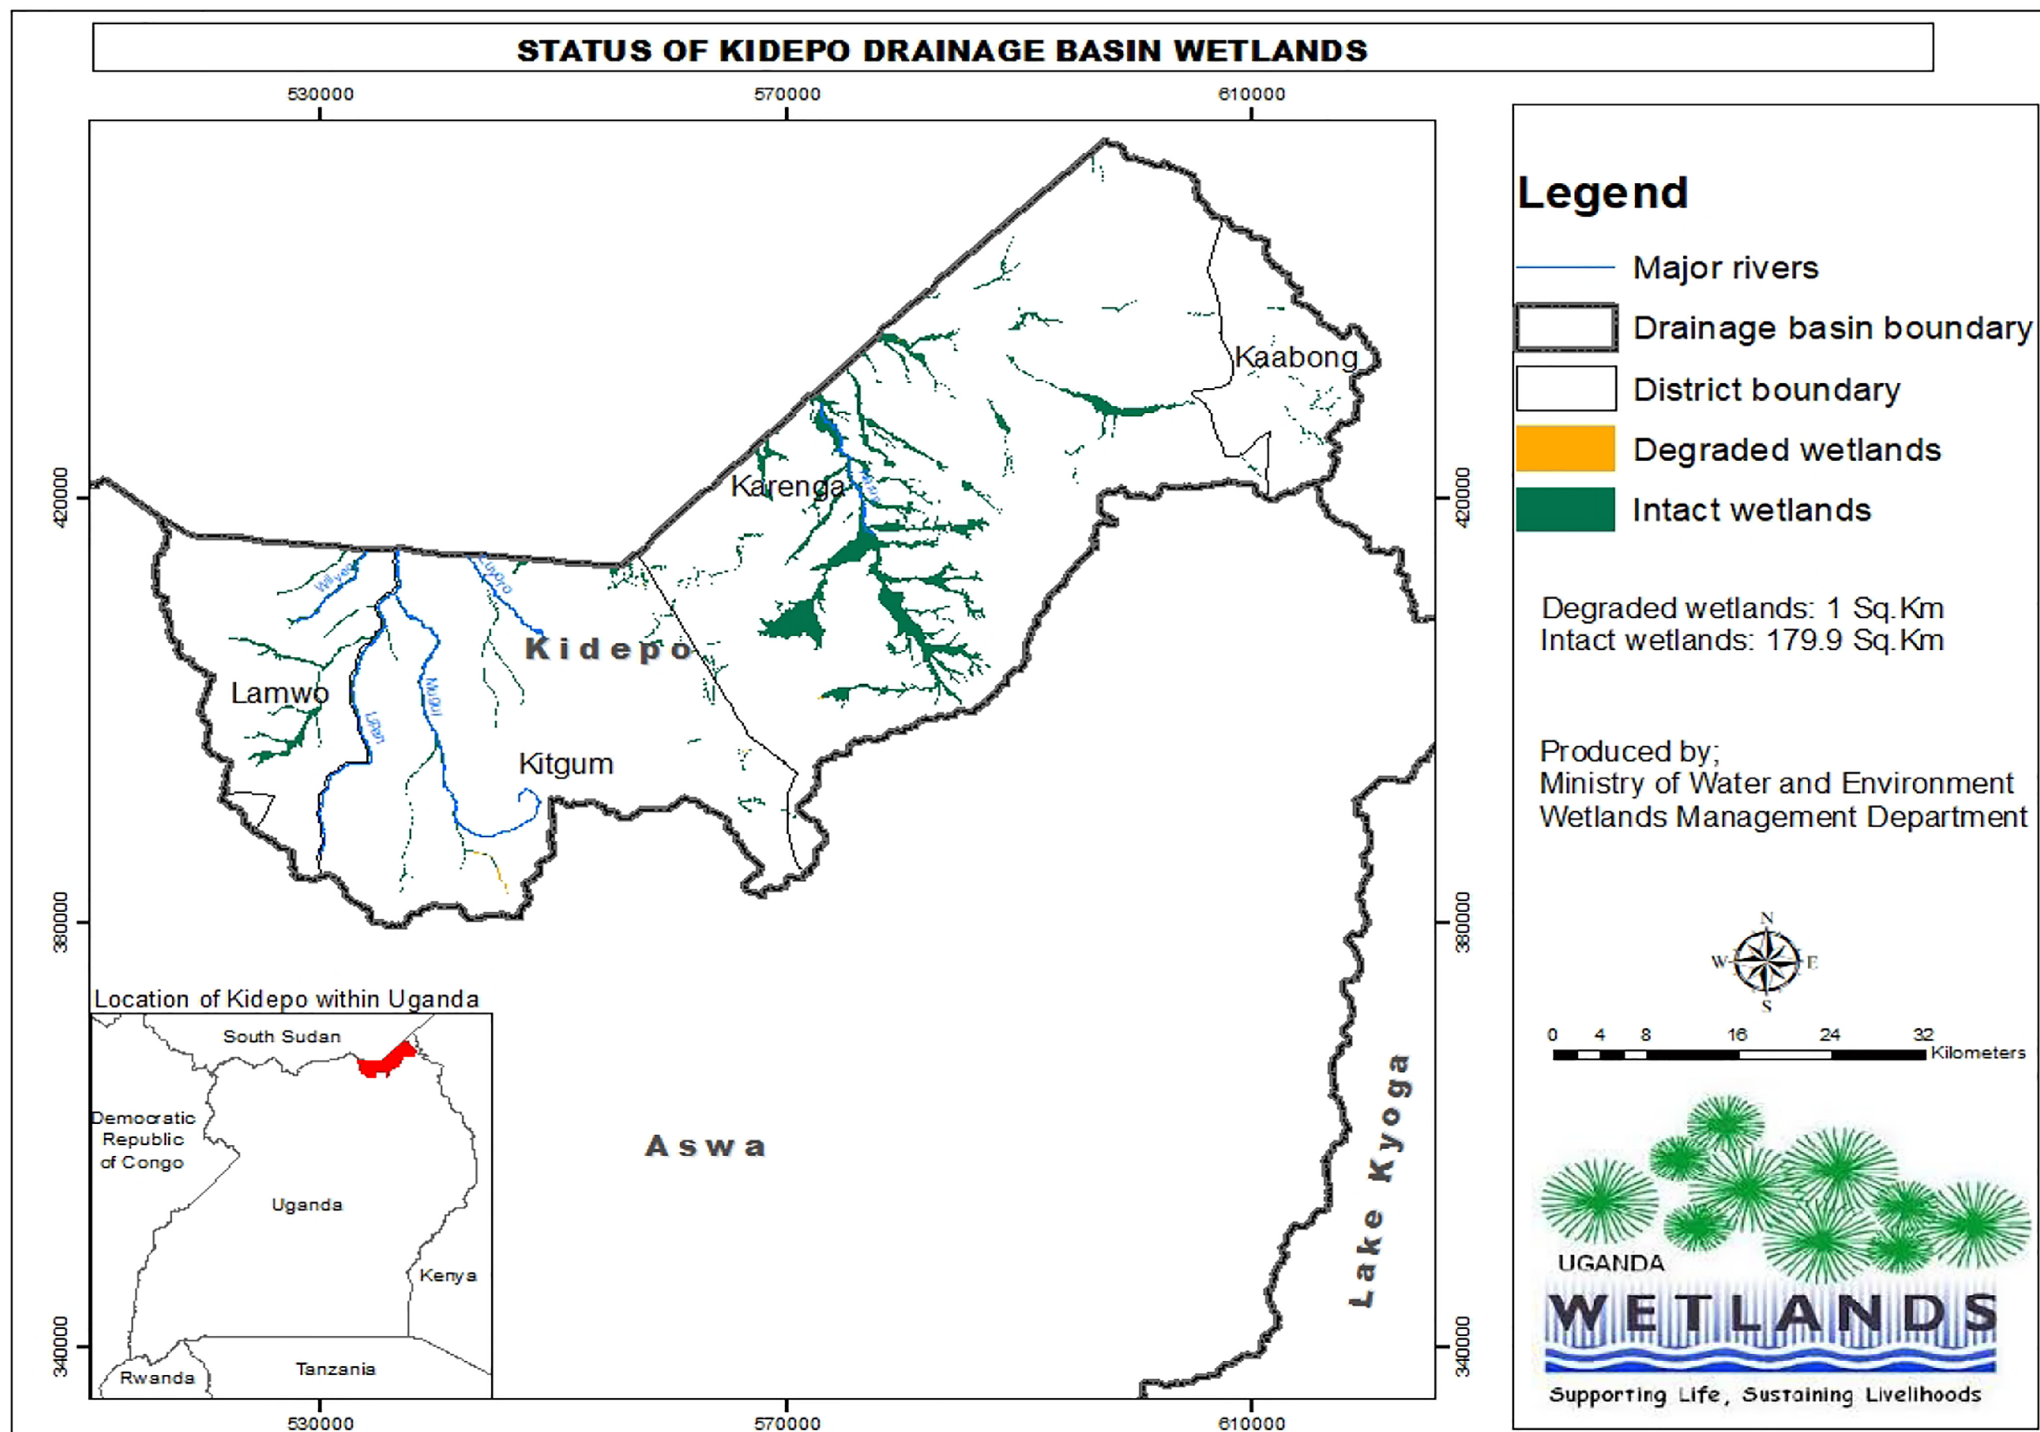 STATUS OF KIDEPO DRAINAGE BASIN WETLANDS
530000
570000
610000
420000
420000
380000
380000
340000
340000
530000
570000
610000
Kaabong
Karenga
Kidepo
Lamwo
Kitgum
Aswa
Lake Kyoga
Location of Kidepo within Uganda
South Sudan
Democratic
Republic
of Congo
Uganda
Kenya
Rwanda
Tanzania
Legend
Major rivers
Drainage basin boundary
District boundary
Degraded wetlands
Intact wetlands
Degraded wetlands: 1 Sq.Km
Intact wetlands: 179.9 Sq.Km
Produced by;
Ministry of Water and Environment
Wetlands Management Department
N
W
E
S
0 4 8 16 24 32
Kilometers
UGANDA
WETLANDS
Supporting Life, Sustaining Livelihoods